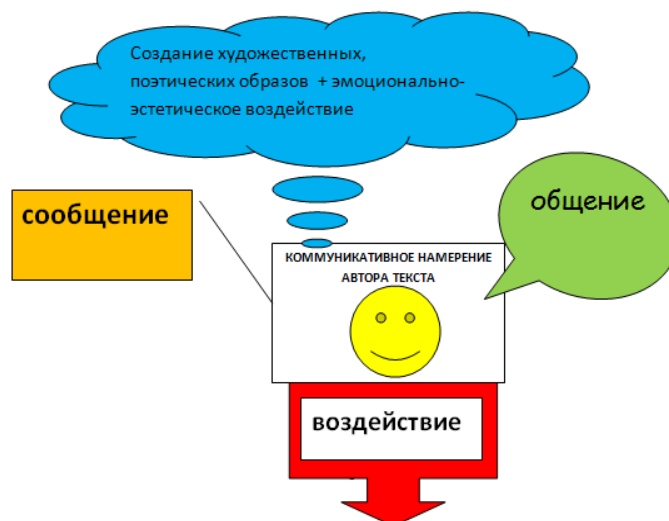 Создание художественных,
поэтических образов + эмоционально-
эстетическое воздействие
сообщение
общение
КОММУНИКАТИВНОЕ НАМЕРЕНИЕ
АВТОРА ТЕКСТА
воздействие